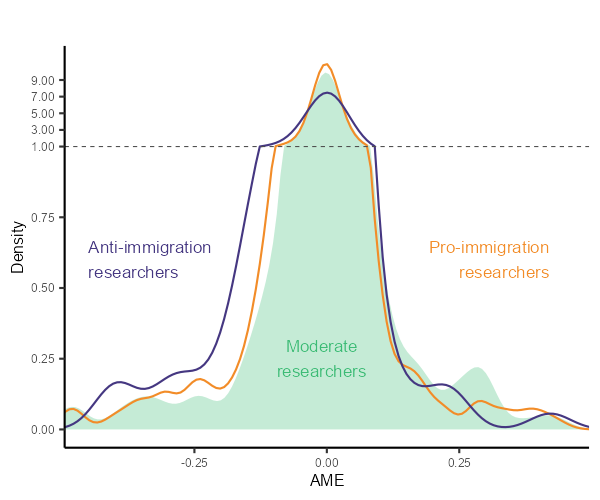 9.00
7.00
5.00
3.00
1.00
0.75
0.50
0.25
0.00
Density
Anti-immigration
researchers
Pro-immigration
researchers
Moderate
researchers
-0.25
0.00
0.25
AME